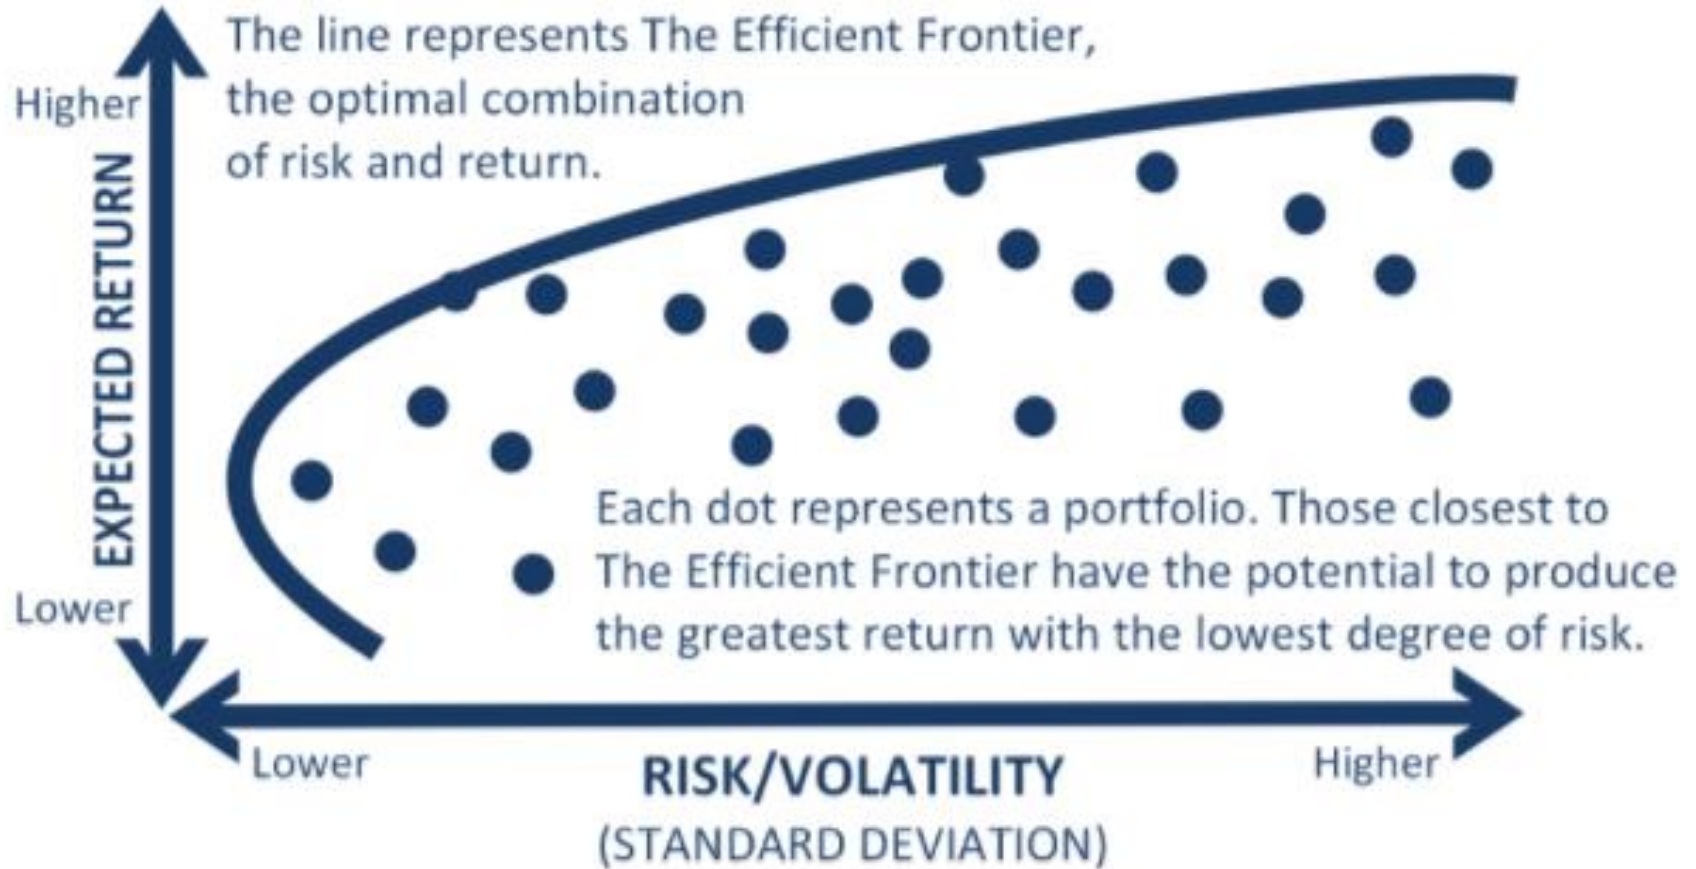 The line represents The Efficient Frontier,
the optimal combination
of risk and return.
Higher
EXPECTED RETURN
Lower
Each dot represents a portfolio. Those closest to
The Efficient Frontier have the potential to produce
the greatest return with the lowest degree of risk.
Lower
Higher
RISK/VOLATILITY
(STANDARD DEVIATION)